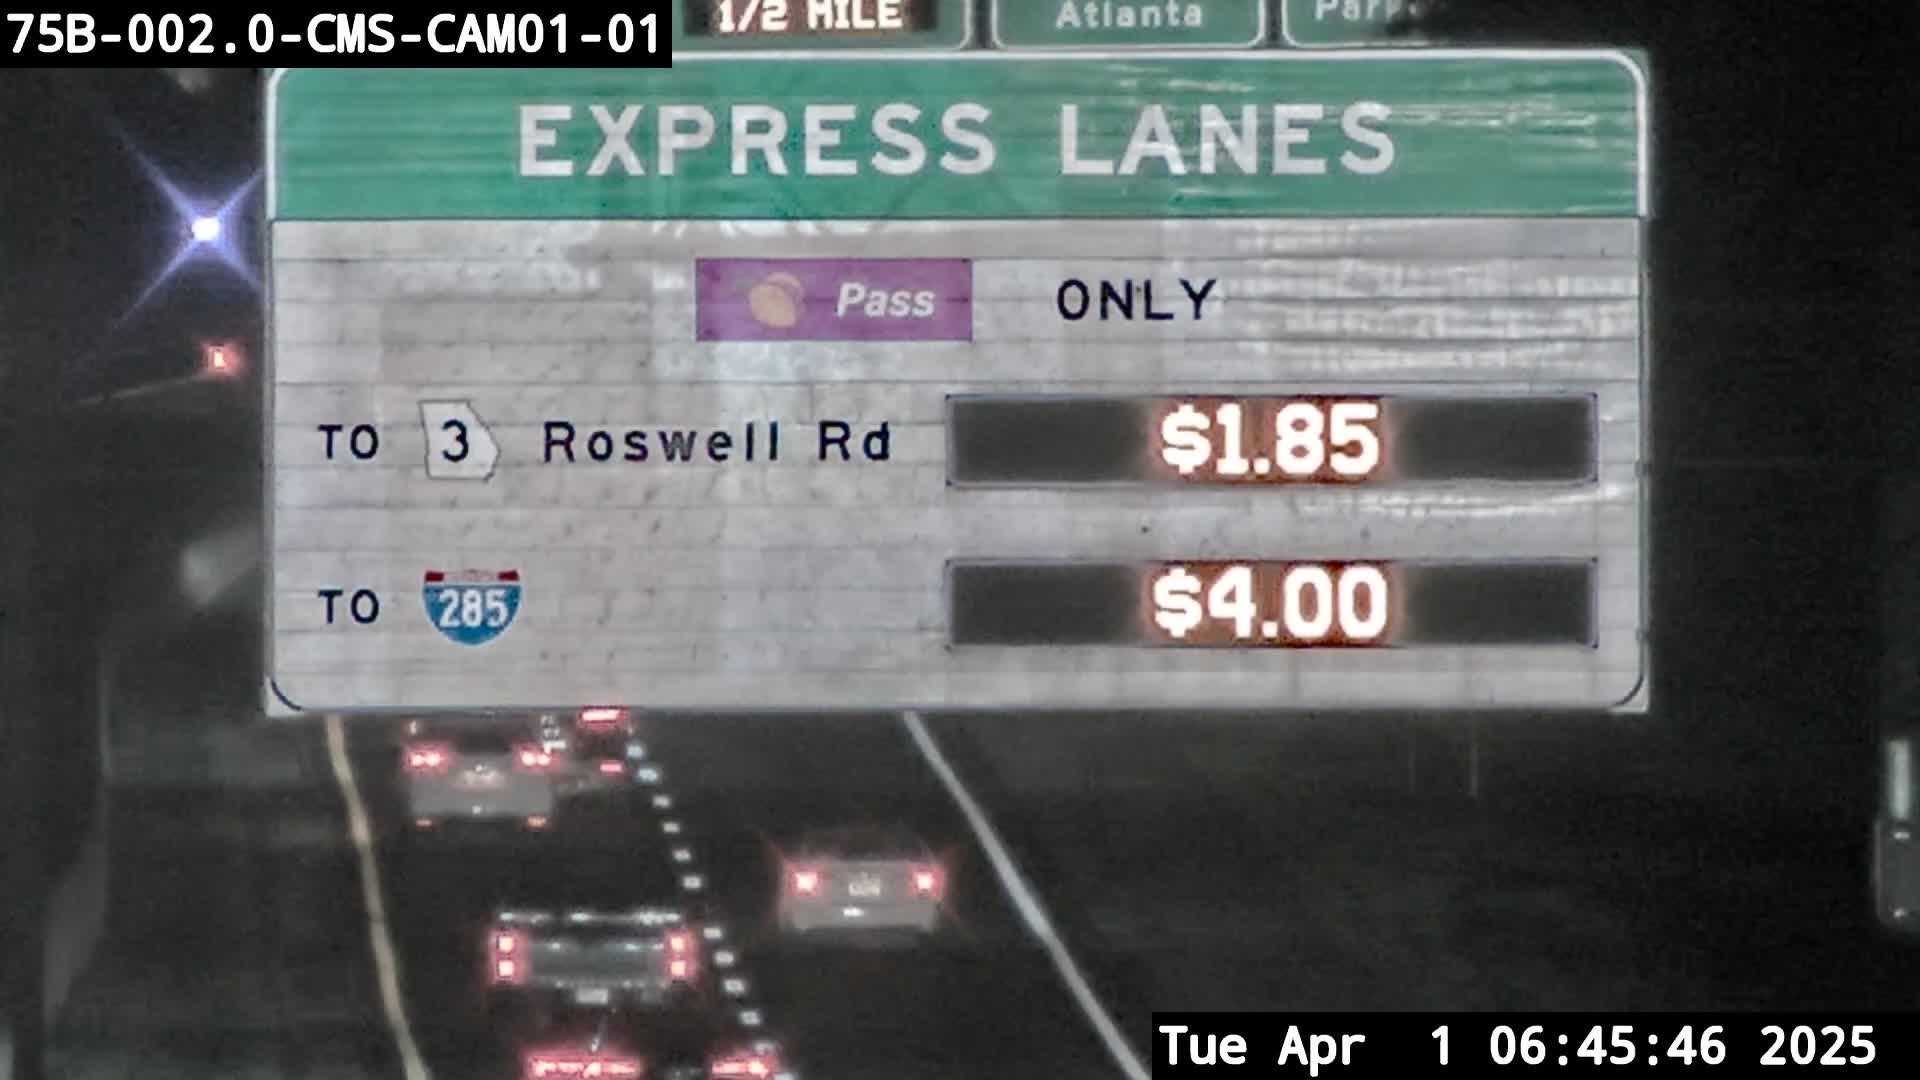 75B-002.0-CMS-CAM01-01
1/2 MILE
Atlanta
EXPRESS LANES
Pass ONLY
TO 3 Roswell Rd $1.85
TO 285 $4.00
Tue Apr 1 06:45:46 2025